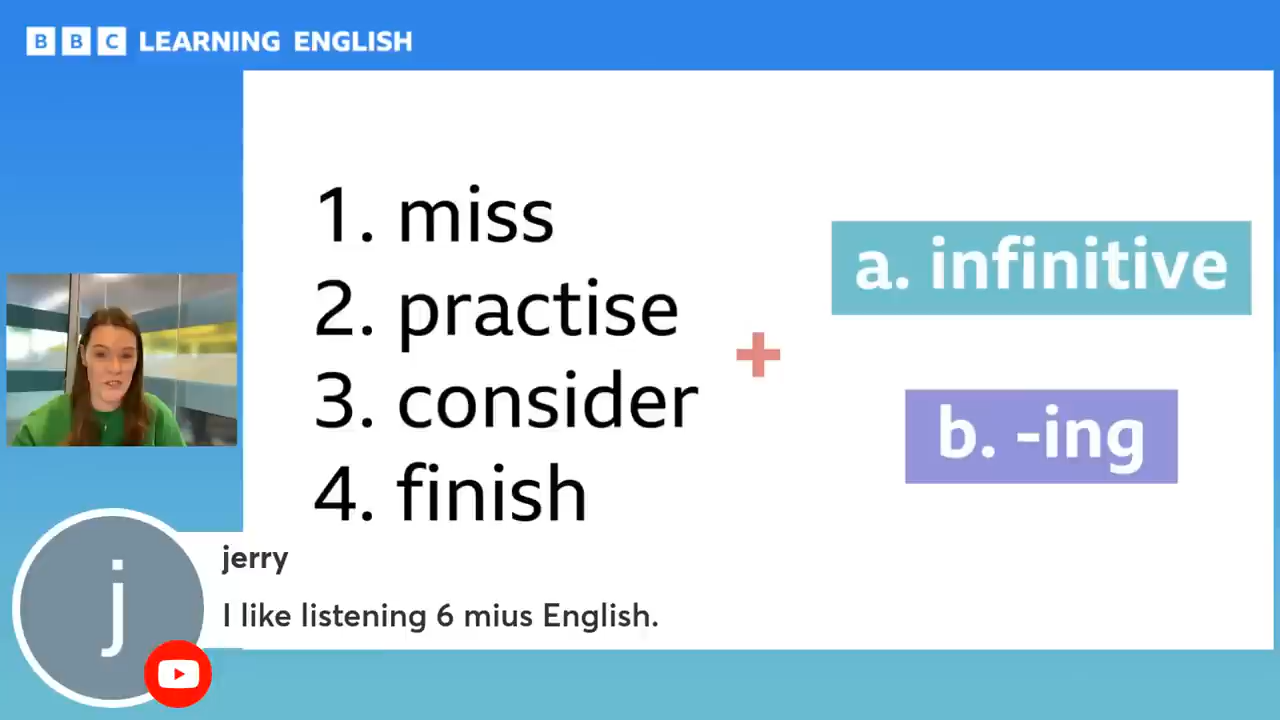 BBC LEARNING ENGLISH
1. miss
2. practise
3. consider
4. finish
+
a. infinitive
b. -ing
j
jerry
I like listening 6 mius English.